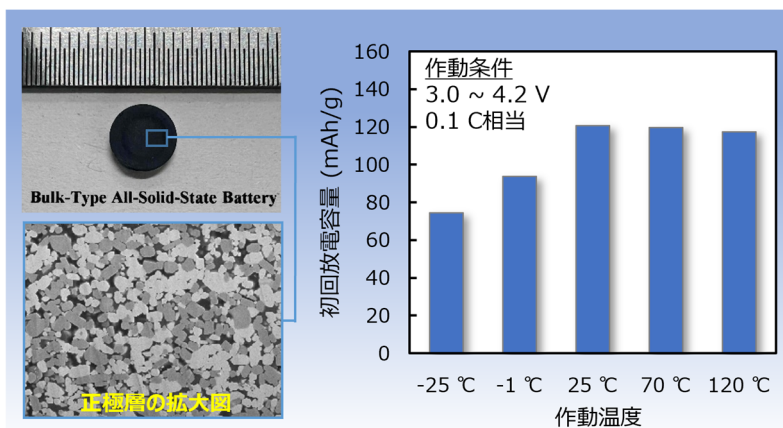 Bulk-Type All-Solid-State Battery
正極層の拡大図
初回放電容量 (mAh/g)
160
140
120
100
80
60
40
20
0
作動条件
3.0 ~ 4.2 V
0.1 C相当
-25 ℃ -1 ℃ 25 ℃ 70 ℃ 120 ℃
作動温度